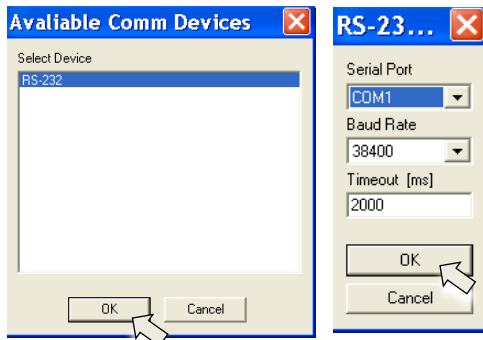 Avaliable Comm Devices
Select Device
RS-232
OK
Cancel
RS-23...
Serial Port
COM1
Baud Rate
38400
Timeout [ms]
2000
OK
Cancel